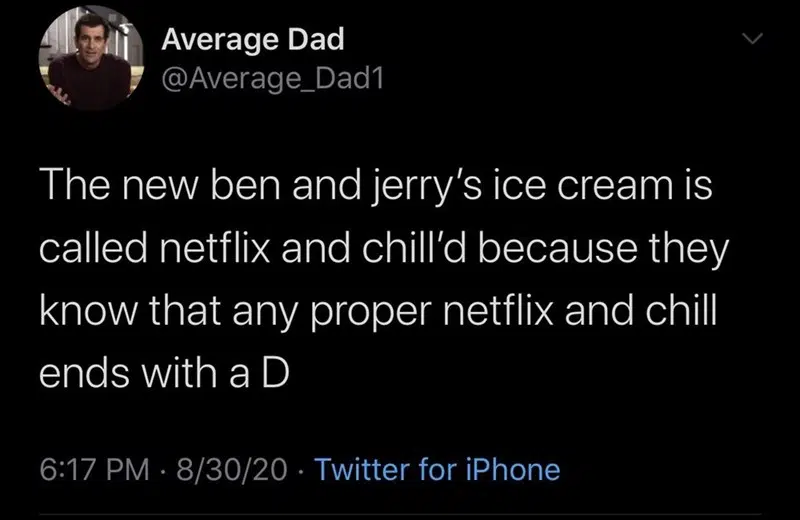 Average Dad
@Average_Dad1
The new ben and jerry's ice cream is
called netflix and chill'd because they
know that any proper netflix and chill
ends with a D
6:17 PM · 8/30/20 · Twitter for iPhone